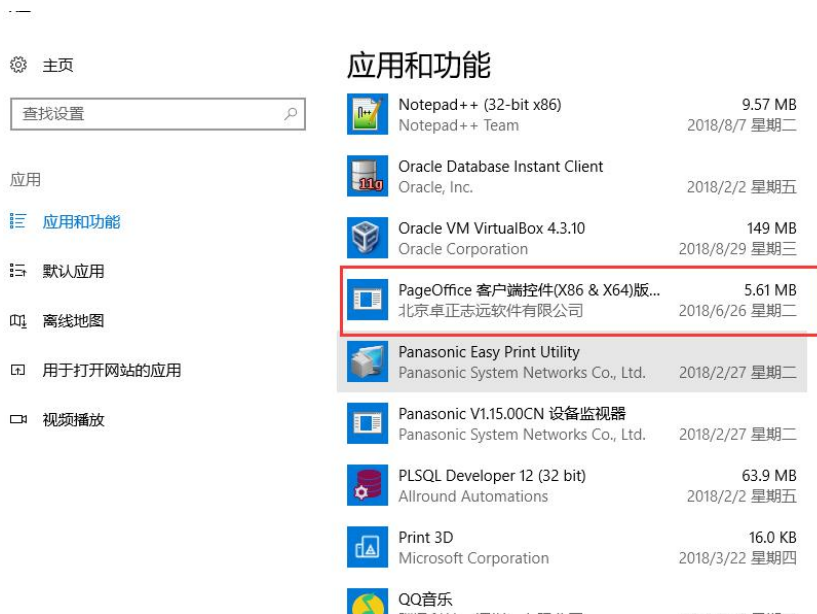 主页
查找设置
应用
应用和功能
默认应用
离线地图
用于打开网站的应用
视频播放
应用和功能
Notepad++ (32-bit x86) 9.57 MB
Notepad++ Team 2018/8/7 星期二
Oracle Database Instant Client
11g Oracle, Inc. 2018/2/2 星期五
Oracle VM VirtualBox 4.3.10 149 MB
Oracle Corporation 2018/8/29 星期三
PageOffice 客户端控件(X86 & X64)版... 5.61 MB
北京卓正志远软件有限公司 2018/6/26 星期二
Panasonic Easy Print Utility
Panasonic System Networks Co., Ltd. 2018/2/27 星期二
Panasonic V1.15.00CN 设备监视器
Panasonic System Networks Co., Ltd. 2018/2/27 星期二
PLSQL Developer 12 (32 bit) 63.9 MB
Allround Automations 2018/2/2 星期五
Print 3D 16.0 KB
Microsoft Corporation 2018/3/22 星期四
QQ音乐